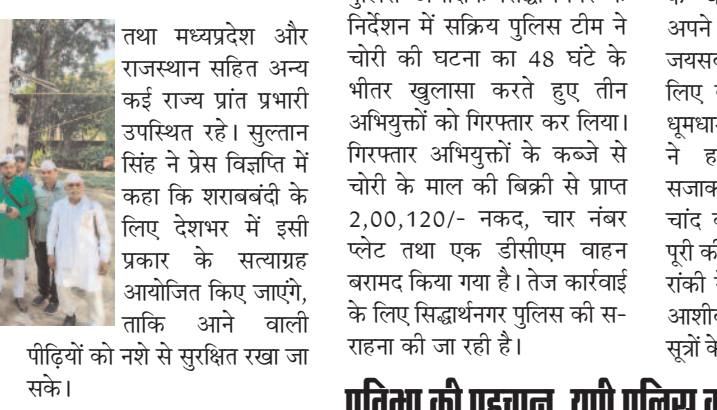 तथा मध्यप्रदेश और
राजस्थान सहित अन्य
कई राज्य प्रांत प्रभारी
उपस्थित रहे। सुल्तान
सिंह ने प्रेस विज्ञप्ति में
कहा कि शराबबंदी के
लिए देशभर में इसी
प्रकार के सत्याग्रह
आयोजित किए जाएंगे,
ताकि आने वाली
पीढ़ियों को नशे से सुरक्षित रखा जा
सके।
निर्देशन में सक्रिय पुलिस टीम ने
चोरी की घटना का 48 घंटे के
भीतर खुलासा करते हुए तीन
अभियुक्तों को गिरफ्तार कर लिया।
गिरफ्तार अभियुक्तों के कब्जे से
चोरी के माल की बिक्री से प्राप्त
2,00,120/- नकद, चार नंबर
प्लेट तथा एक डीसीएम वाहन
बरामद किया गया है। तेज कार्रवाई
के लिए सिद्धार्थनगर पुलिस की स-
राहना की जा रही है।
अपने
लिए
ने
चांद
पूरी की
रांकी
सूत्रों के